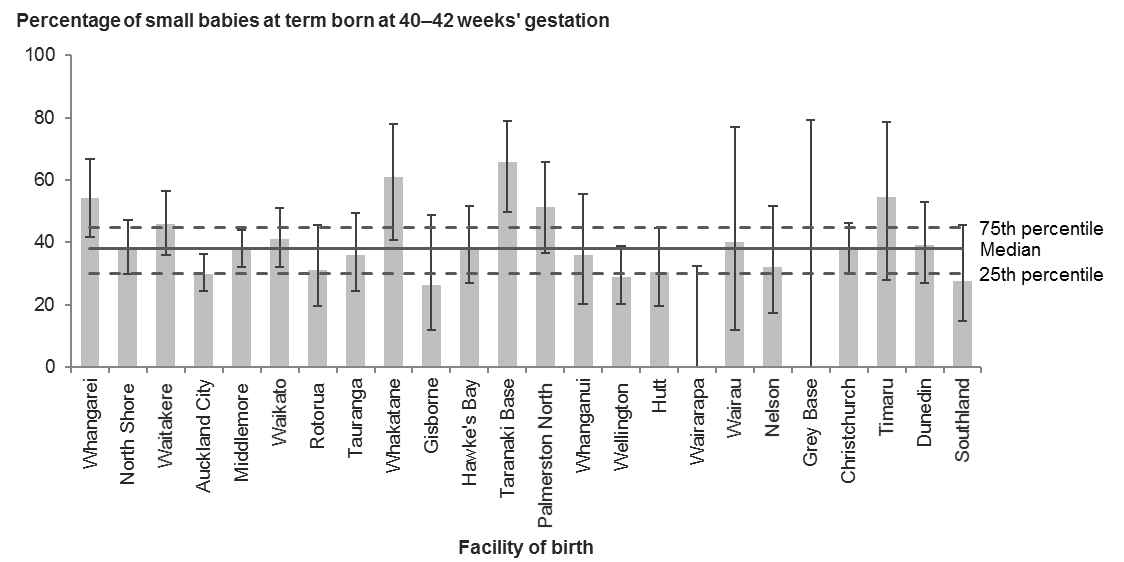 Percentage of small babies at term born at 40–42 weeks' gestation
100
80
60
40
20
0
75th percentile
Median
25th percentile
Whangarei
North Shore
Waitakere
Auckland City
Middlemore
Waikato
Rotorua
Tauranga
Whakatane
Gisborne
Hawke's Bay
Taranaki Base
Palmerston North
Whanganui
Wellington
Hutt
Wairarapa
Wairau
Nelson
Grey Base
Christchurch
Timaru
Dunedin
Southland
Facility of birth